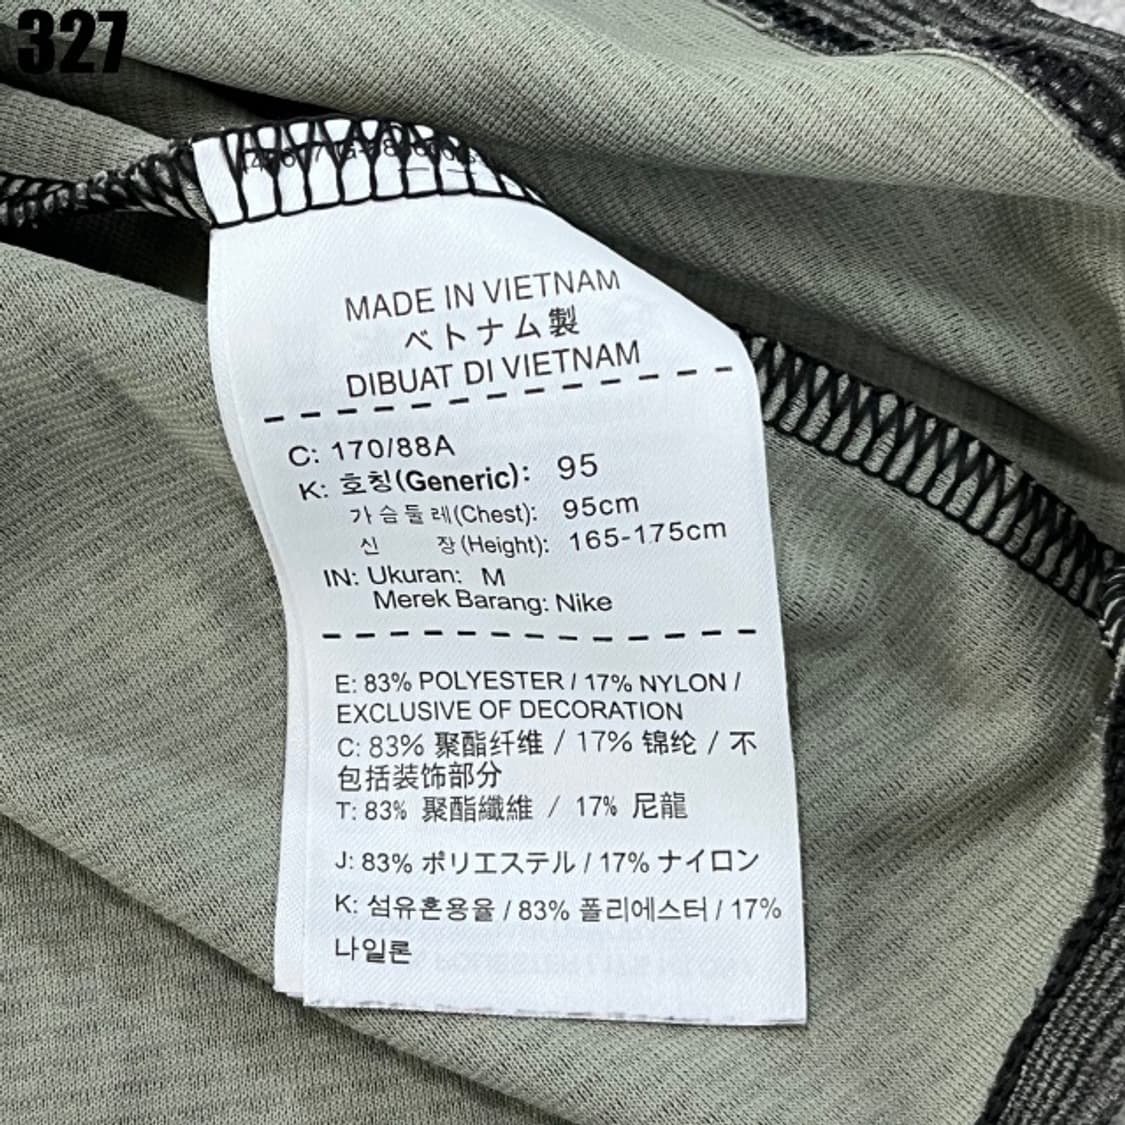 327
MADE IN VIETNAM
ベトナム製
DIBUAT DI VIETNAM
C: 170/88A
K: 호칭(Generic): 95
가슴둘레(Chest): 95cm
신 장(Height): 165-175cm
IN: Ukuran: M
Merek Barang: Nike
E: 83% POLYESTER / 17% NYLON /
EXCLUSIVE OF DECORATION
C: 83% 聚酯纤维 / 17% 锦纶 / 不
包括装饰部分
T: 83% 聚酯纖維 / 17% 尼龍
J: 83% ポリエステル / 17% ナイロン
K: 섬유혼용율 / 83% 폴리에스터 / 17%
나일론